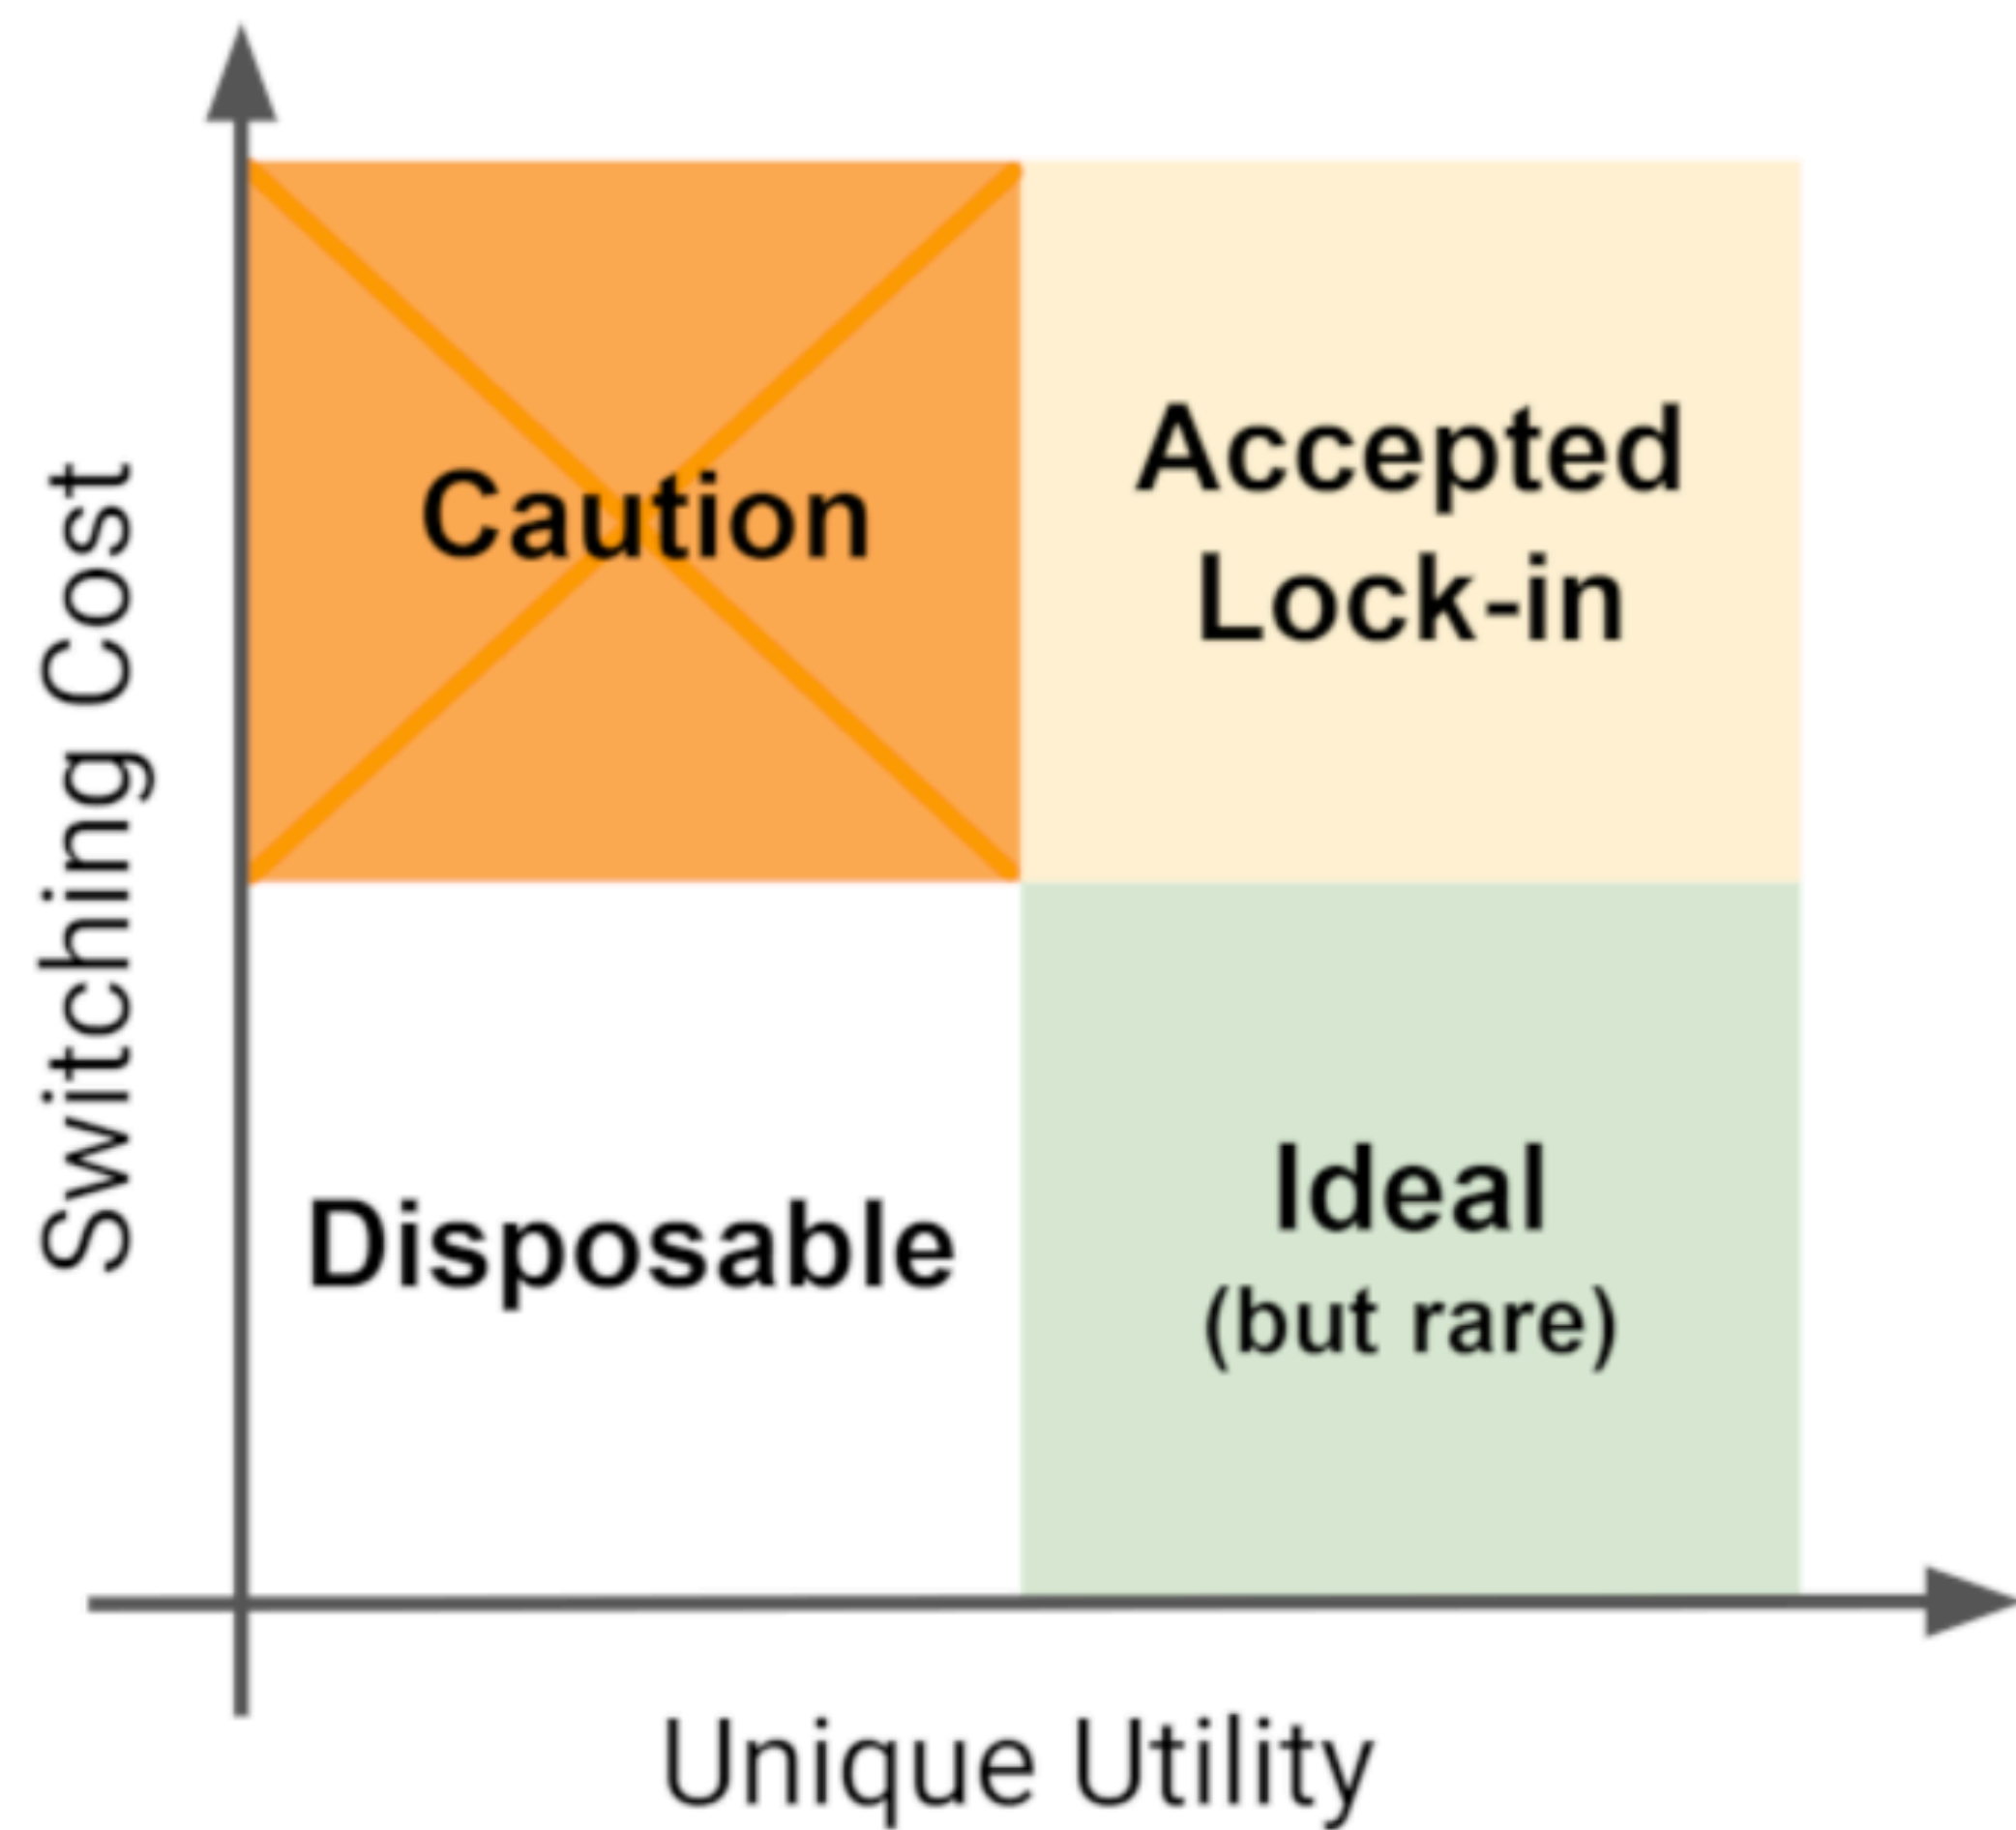 Switching Cost
Caution
Accepted
Lock-in
Disposable
Ideal
(but rare)
Unique Utility